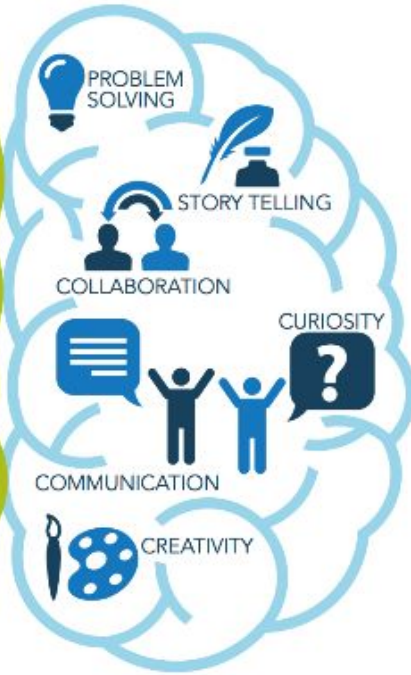 PROBLEM
SOLVING
STORY TELLING
COLLABORATION
CURIOSITY
?
COMMUNICATION
CREATIVITY